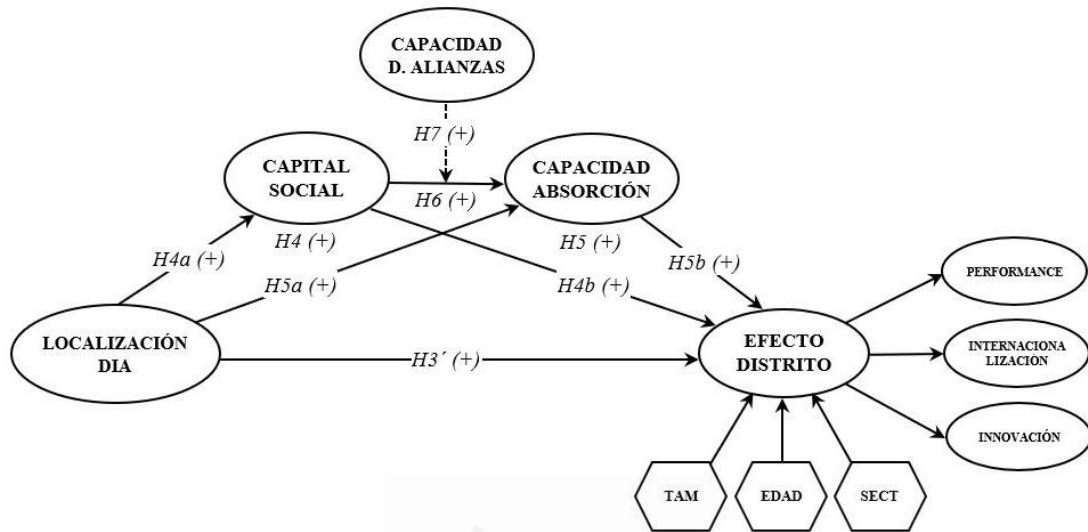 CAPACIDAD
D. ALIANZAS
H7 (+)
CAPITAL
SOCIAL
CAPACIDAD
ABSORCIÓN
H6 (+)
H4 (+)
H5 (+)
H4a (+)
H5a (+)
H4b (+)
H5b (+)
PERFORMANCE
LOCALIZACIÓN
DIA
H3´ (+)
EFECTO
DISTRITO
INTERNACIONA
LIZACIÓN
INNOVACIÓN
TAM
EDAD
SECT